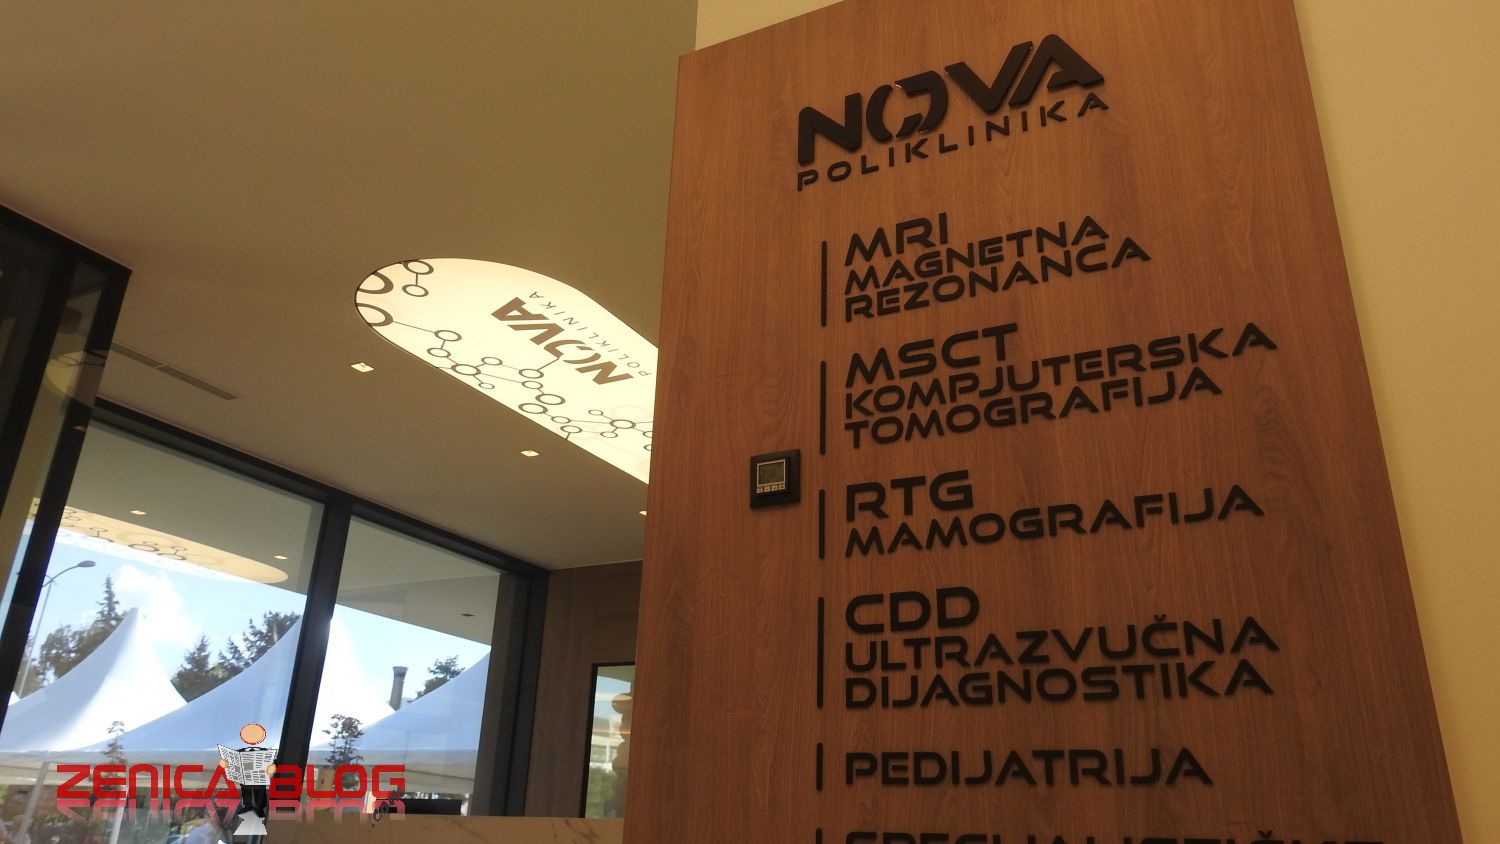 NOVA
POLIKLINIKA
MRI
MAGNETNA
REZONANCA
MSCT
KOMPJUTERSKA
TOMOGRAFIJA
RTG
MAMOGRAFIJA
CDD
ULTRAZVUČNA
DIJAGNOSTIKA
PEDIJATRIJA
NOVA
POLIKLINIKA
ZENICA BLOG